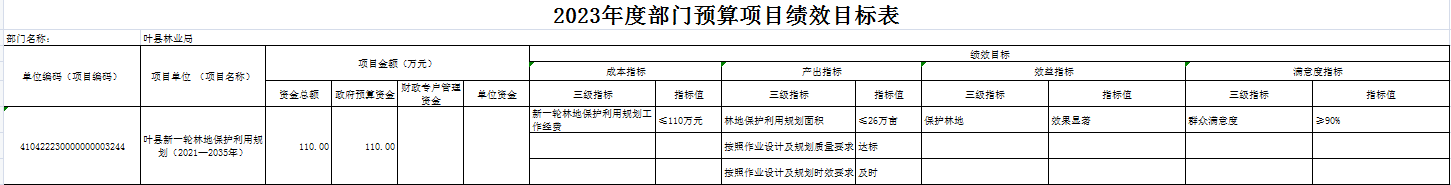 2023年度部门预算项目绩效目标表
部门名称： 叶县林业局
单位编码（项目编码） 项目单位 （项目名称） 项目金额（万元） 绩效目标
成本指标 产出指标 效益指标 满意度指标
资金总额 政府预算资金 财政专户管理资金 单位资金 三级指标 指标值 三级指标 指标值 三级指标 指标值 三级指标 指标值
410422230000000003244 叶县新一轮林地保护利用规划（2021—2035年） 110.00 110.00 新一轮林地保护利用规划工作经费 ≤110万元 林地保护利用规划面积 ≤26万亩 保护林地 效果显著 群众满意度 ≥90%
按照作业设计及规划质量要求 达标
按照作业设计及规划时效要求 及时